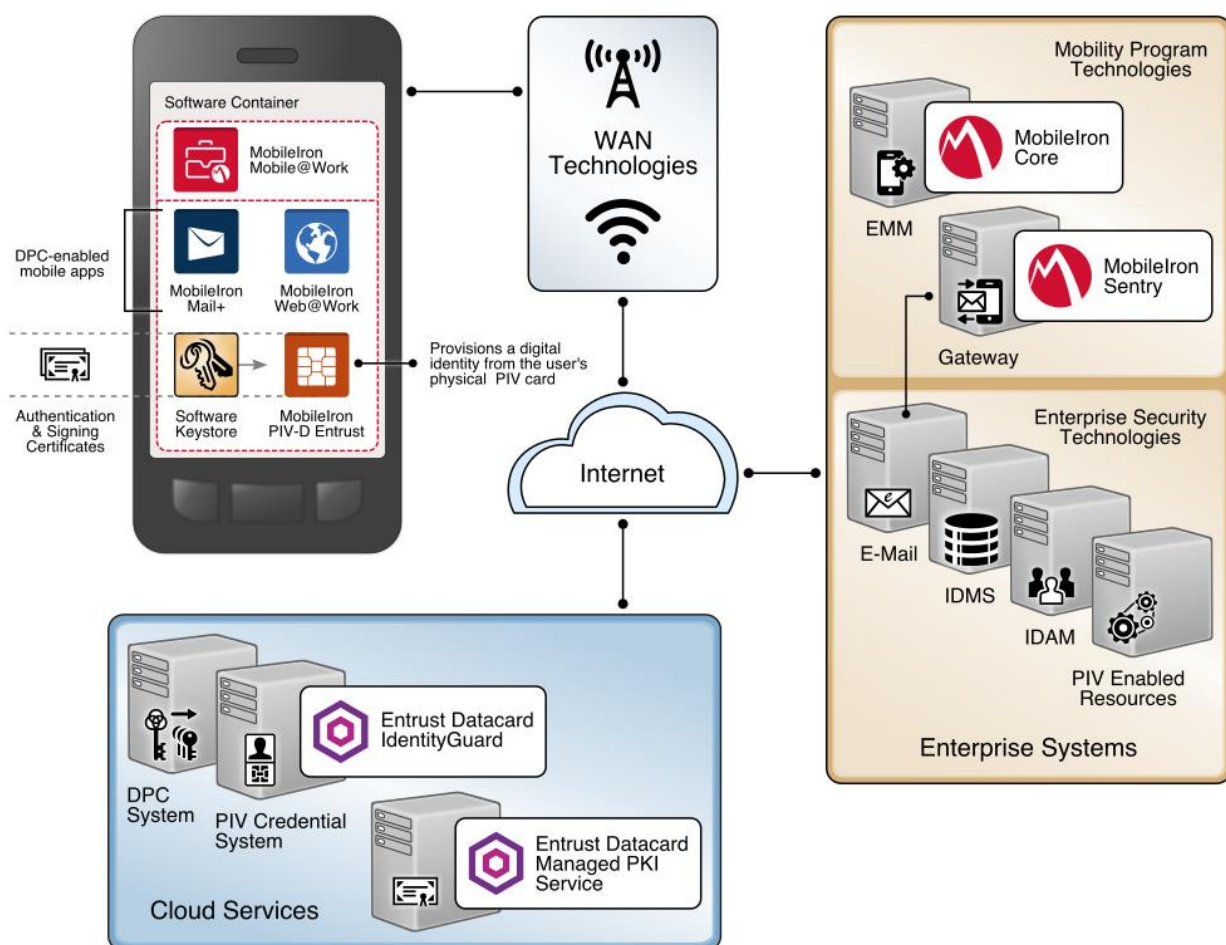 Software Container
MobileIron
Mobile@Work
DPC-enabled
mobile apps
MobileIron
Mail+
MobileIron
Web@Work
Authentication
& Signing
Certificates
Software
Keystore
MobileIron
PIV-D Entrust
Provisions a digital
identity from the user's
physical PIV card
WAN
Technologies
Internet
Mobility Program
Technologies
EMM
MobileIron
Core
Gateway
MobileIron
Sentry
Enterprise Security
Technologies
e
E-Mail
IDMS
IDAM
PIV Enabled
Resources
Enterprise Systems
DPC
System
PIV Credential
System
Entrust Datacard
IdentityGuard
Entrust Datacard
Managed PKI
Service
Cloud Services